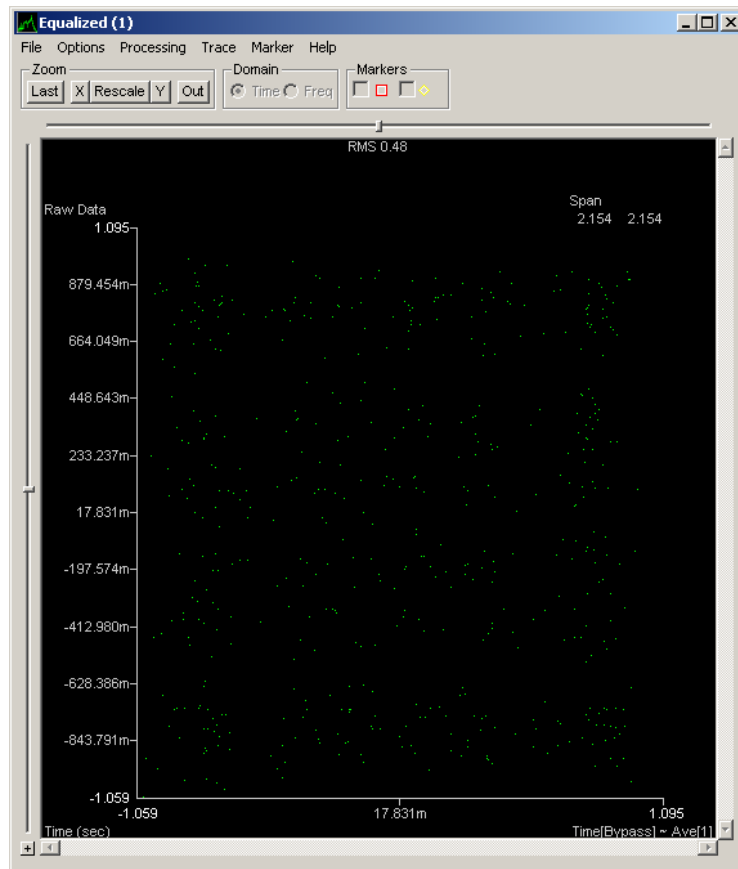 Equalized (1)
File Options Processing Trace Marker Help
Zoom Domain Markers
Last X Rescale Y Out Time Freq
RMS 0.48
Span
Raw Data 2.154 2.154
1.095
879.454m
664.049m
448.643m
233.237m
17.831m
-197.574m
-412.980m
-628.386m
-843.791m
-1.059
-1.059 17.831m 1.095
Time (sec) Time[Bypass] ~ Ave[1]
+